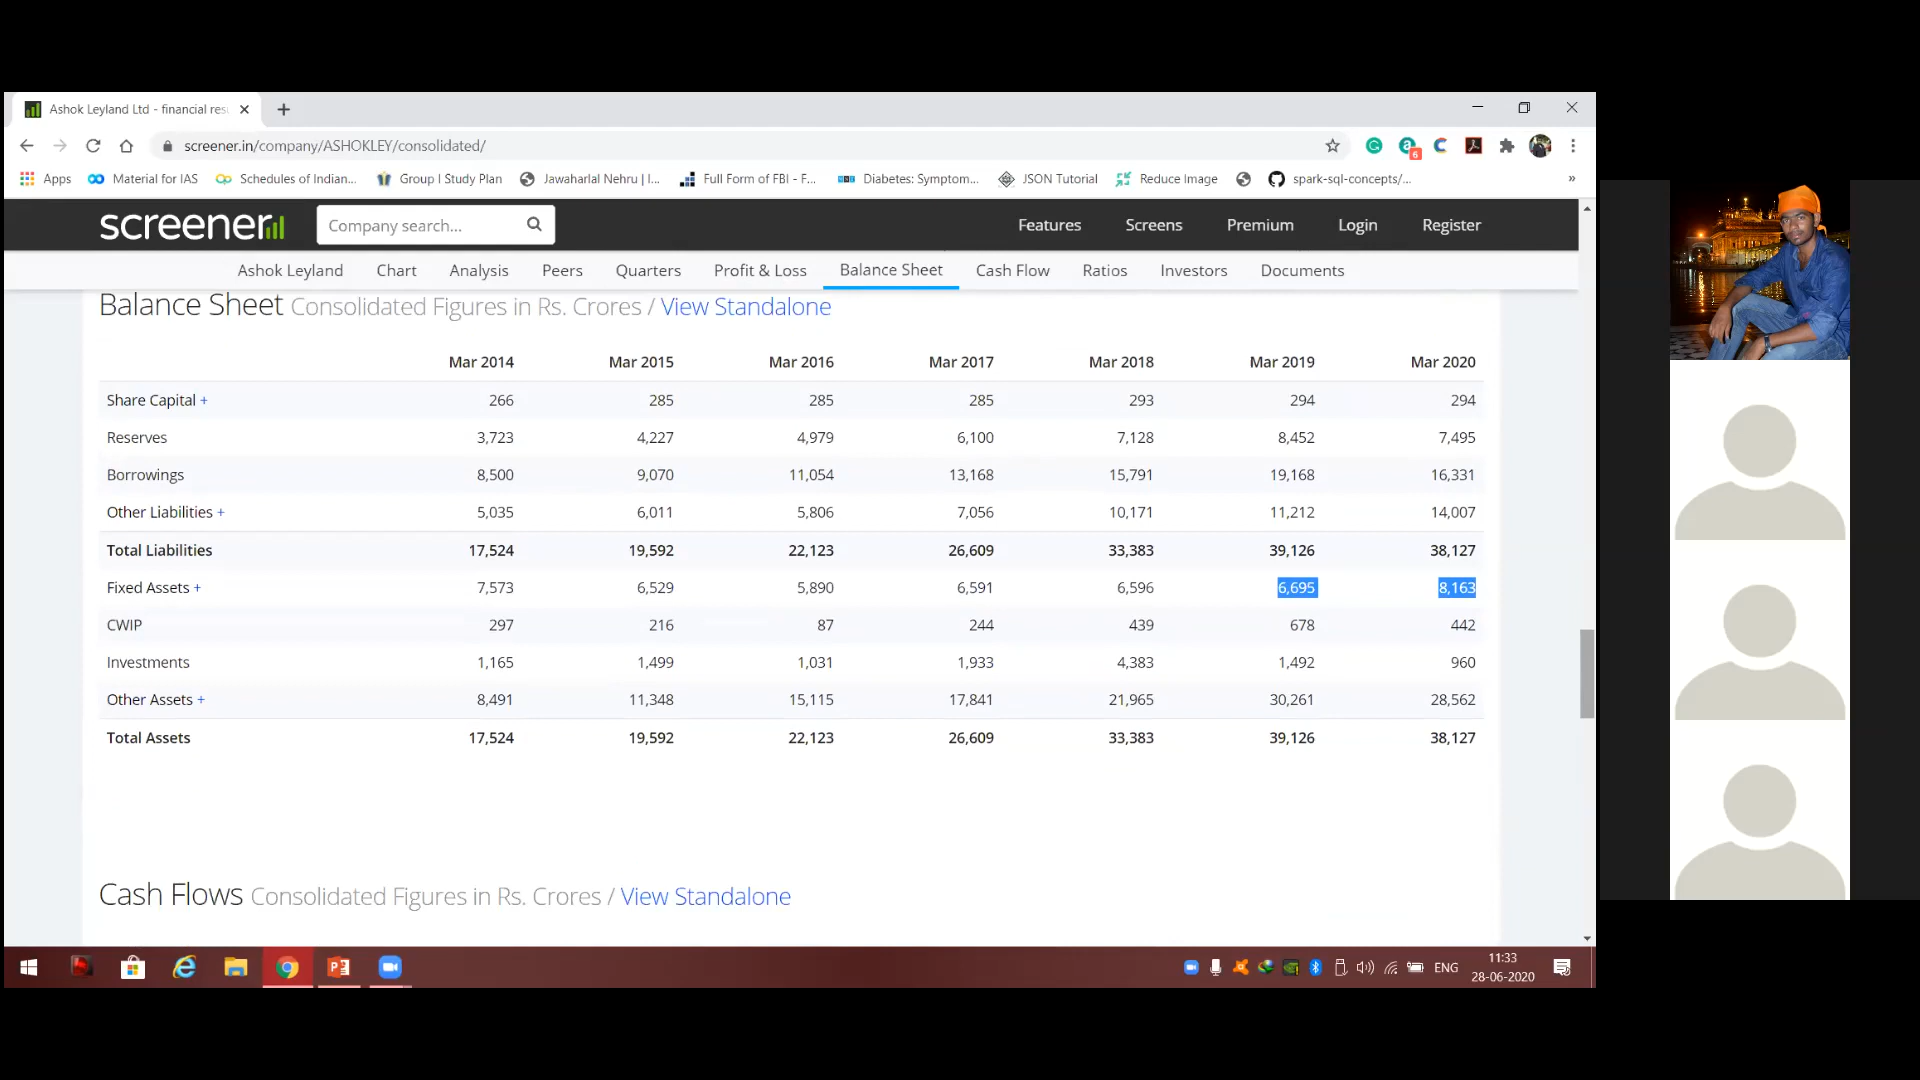 Ashok Leyland Ltd - financial res
screener.in/company/ASHOKLEY/consolidated/
6
Apps Material for IAS Schedules of Indian... Group I Study Plan Jawaharlal Nehru | I... Full Form of FBI - F... Diabetes: Symptom... JSON Tutorial Reduce Image spark-sql-concepts/... »
screener Company search... Features Screens Premium Login Register
Ashok Leyland Chart Analysis Peers Quarters Profit & Loss Balance Sheet Cash Flow Ratios Investors Documents
Balance Sheet Consolidated Figures in Rs. Crores / View Standalone
Mar 2014 Mar 2015 Mar 2016 Mar 2017 Mar 2018 Mar 2019 Mar 2020
Share Capital + 266 285 285 285 293 294 294
Reserves 3,723 4,227 4,979 6,100 7,128 8,452 7,495
Borrowings 8,500 9,070 11,054 13,168 15,791 19,168 16,331
Other Liabilities + 5,035 6,011 5,806 7,056 10,171 11,212 14,007
Total Liabilities 17,524 19,592 22,123 26,609 33,383 39,126 38,127
Fixed Assets + 7,573 6,529 5,890 6,591 6,596 6,695 8,163
CWIP 297 216 87 244 439 678 442
Investments 1,165 1,499 1,031 1,933 4,383 1,492 960
Other Assets + 8,491 11,348 15,115 17,841 21,965 30,261 28,562
Total Assets 17,524 19,592 22,123 26,609 33,383 39,126 38,127
Cash Flows Consolidated Figures in Rs. Crores / View Standalone
ENG 11:33
28-06-2020